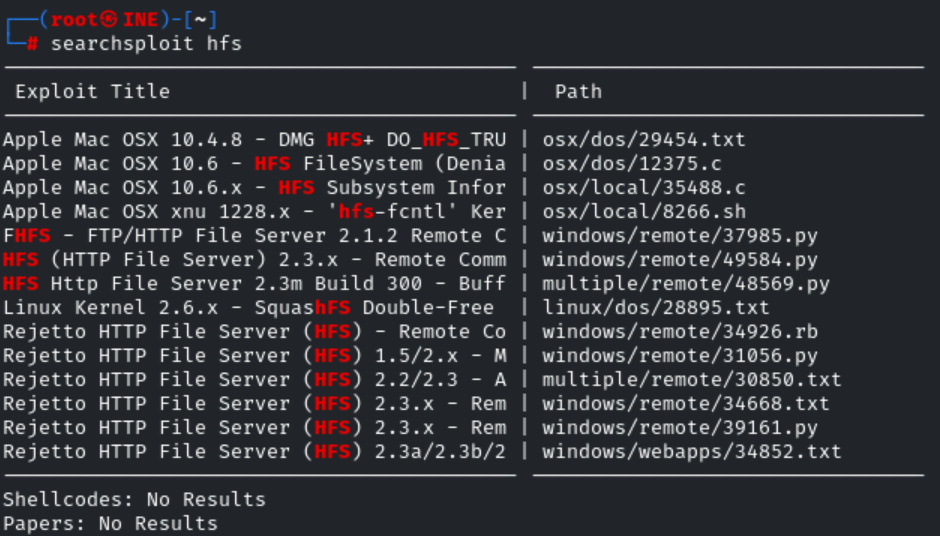 ┌──(root㉿INE)-[~]
└─# searchsploit hfs
Exploit Title | Path
Apple Mac OSX 10.4.8 - DMG HFS+ DO_HFS_TRU | osx/dos/29454.txt
Apple Mac OSX 10.6 - HFS FileSystem (Denia | osx/dos/12375.c
Apple Mac OSX 10.6.x - HFS Subsystem Infor | osx/local/35488.c
Apple Mac OSX xnu 1228.x - 'hfs-fcntl' Ker | osx/local/8266.sh
FHFS - FTP/HTTP File Server 2.1.2 Remote C | windows/remote/37985.py
HFS (HTTP File Server) 2.3.x - Remote Comm | windows/remote/49584.py
HFS Http File Server 2.3m Build 300 - Buff | multiple/remote/48569.py
Linux Kernel 2.6.x - SquashFS Double-Free | linux/dos/28895.txt
Rejetto HTTP File Server (HFS) - Remote Co | windows/remote/34926.rb
Rejetto HTTP File Server (HFS) 1.5/2.x - M | windows/remote/31056.py
Rejetto HTTP File Server (HFS) 2.2/2.3 - A | multiple/remote/30850.txt
Rejetto HTTP File Server (HFS) 2.3.x - Rem | windows/remote/34668.txt
Rejetto HTTP File Server (HFS) 2.3.x - Rem | windows/remote/39161.py
Rejetto HTTP File Server (HFS) 2.3a/2.3b/2 | windows/webapps/34852.txt
Shellcodes: No Results
Papers: No Results